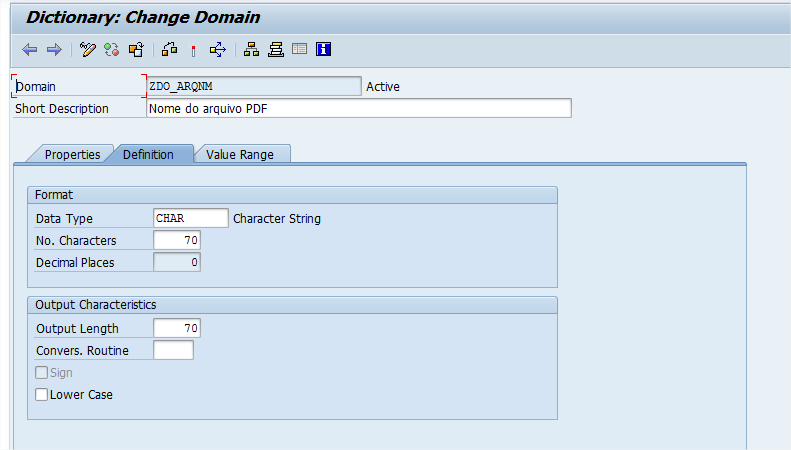 Dictionary: Change Domain
Domain ZDO_ARQNM Active
Short Description Nome do arquivo PDF
Properties Definition Value Range
Format
Data Type CHAR Character String
No. Characters 70
Decimal Places 0
Output Characteristics
Output Length 70
Convers. Routine
Sign
Lower Case